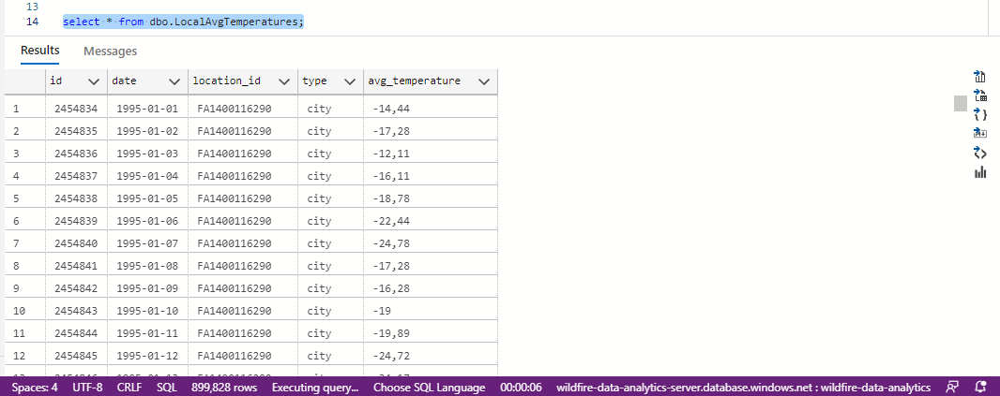 13
14 select * from dbo.LocalAvgTemperatures;
Results Messages
id date location_id type avg_temperature
1 2454834 1995-01-01 FA1400116290 city -14,44
2 2454835 1995-01-02 FA1400116290 city -17,28
3 2454836 1995-01-03 FA1400116290 city -12,11
4 2454837 1995-01-04 FA1400116290 city -16,11
5 2454838 1995-01-05 FA1400116290 city -18,78
6 2454839 1995-01-06 FA1400116290 city -22,44
7 2454840 1995-01-07 FA1400116290 city -24,78
8 2454841 1995-01-08 FA1400116290 city -17,28
9 2454842 1995-01-09 FA1400116290 city -16,28
10 2454843 1995-01-10 FA1400116290 city -19
11 2454844 1995-01-11 FA1400116290 city -19,89
12 2454845 1995-01-12 FA1400116290 city -24,72
Spaces: 4 UTF-8 CRLF SQL 899,828 rows Executing query... Choose SQL Language 00:00:06 wildfire-data-analytics-server.database.windows.net : wildfire-data-analytics